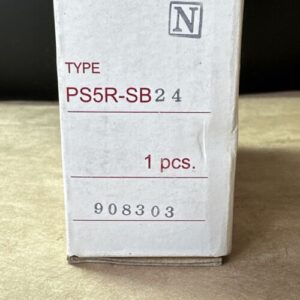 N
TYPE
PS5R-SB24
1 pcs.
908303